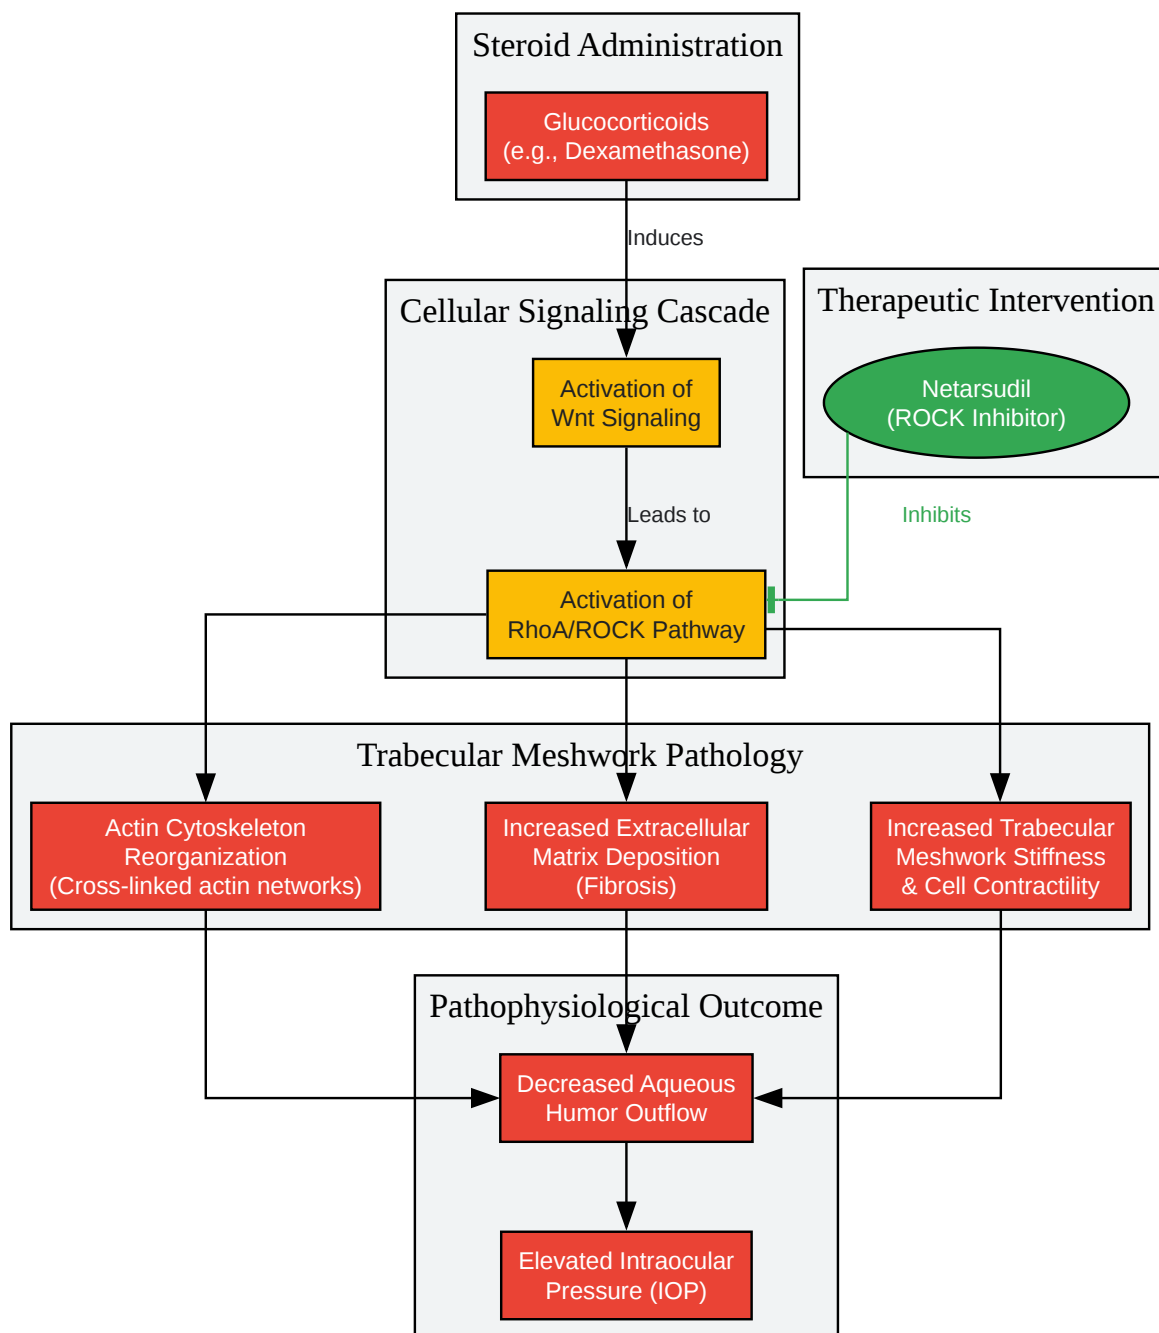 Steroid Administration
Glucocorticoids
(e.g., Dexamethasone)
Induces
Cellular Signaling Cascade
Activation of
Wnt Signaling
Therapeutic Intervention
Netarsudil
(ROCK Inhibitor)
Leads to
Inhibits
Activation of
RhoA/ROCK Pathway
Trabecular Meshwork Pathology
Actin Cytoskeleton
Reorganization
(Cross-linked actin networks)
Increased Extracellular
Matrix Deposition
(Fibrosis)
Increased Trabecular
Meshwork Stiffness
& Cell Contractility
Pathophysiological Outcome
Decreased Aqueous
Humor Outflow
Elevated Intraocular
Pressure (IOP)